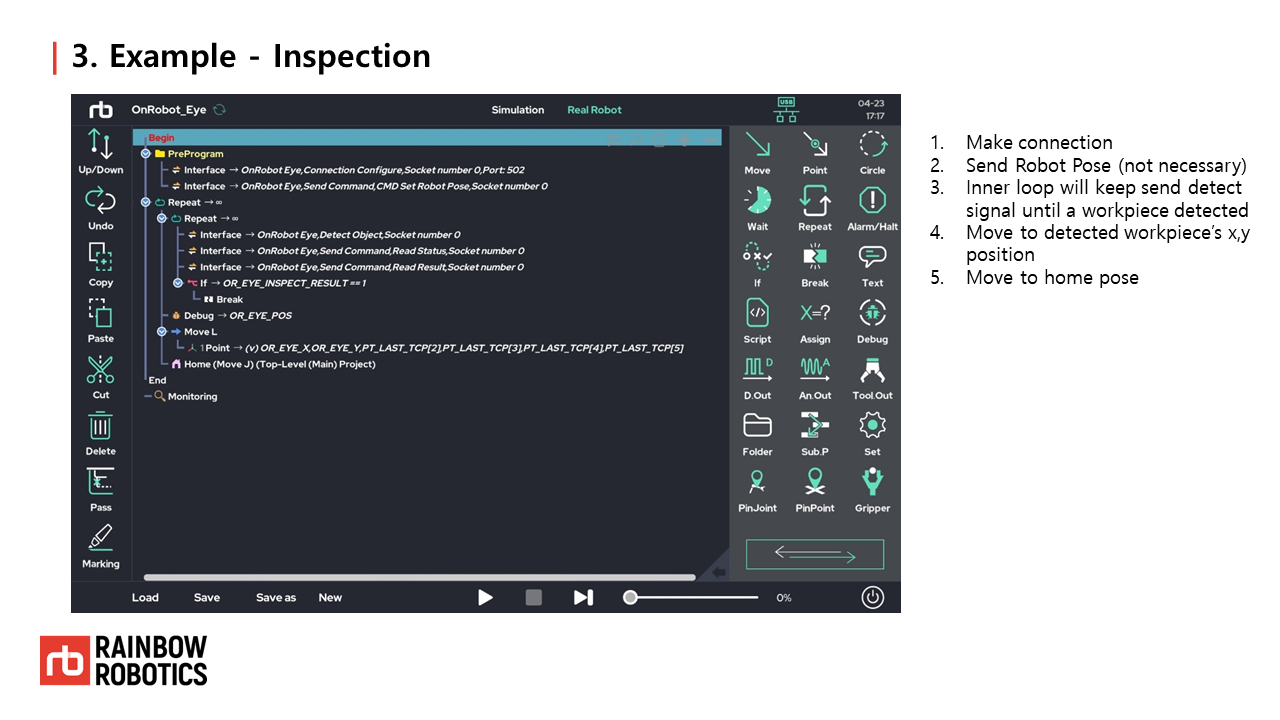 3. Example - Inspection
rb OnRobot_Eye Simulation Real Robot USB 04-23
17:17
Up/Down
Undo
Copy
Paste
Cut
Delete
Pass
Marking
Begin
PreProgram
Interface → OnRobot Eye,Connection Configure,Socket number 0,Port: 502
Interface → OnRobot Eye,Send Command,CMD Set Robot Pose,Socket number 0
Repeat → ∞
Repeat → ∞
Interface → OnRobot Eye,Detect Object,Socket number 0
Interface → OnRobot Eye,Send Command,Read Status,Socket number 0
Interface → OnRobot Eye,Send Command,Read Result,Socket number 0
If → OR_EYE_INSPECT_RESULT == 1
Break
Debug → OR_EYE_POS
Move L
1 Point → (v) OR_EYE_X,OR_EYE_Y,PT_LAST_TCP[2],PT_LAST_TCP[3],PT_LAST_TCP[4],PT_LAST_TCP[5]
Home (Move J) (Top-Level (Main) Project)
End
Monitoring
Move Point Circle
Wait Repeat Alarm/Halt
If Break Text
X=?
Script Assign Debug
D A
D.Out An.Out Tool.Out
Folder Sub.P Set
PinJoint PinPoint Gripper
Load Save Save as New 0%
1. Make connection
2. Send Robot Pose (not necessary)
3. Inner loop will keep send detect
signal until a workpiece detected
4. Move to detected workpiece's x,y
position
5. Move to home pose
rb RAINBOW
ROBOTICS